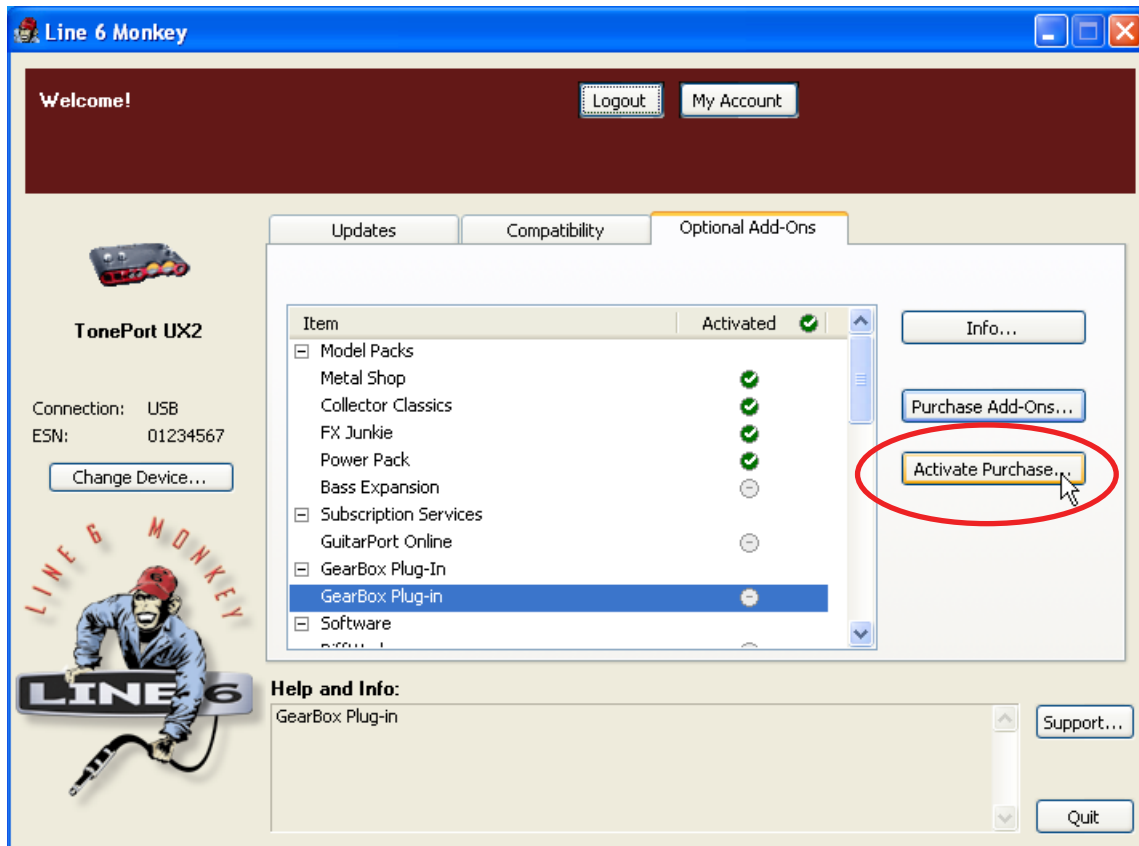 Line 6 Monkey
Welcome!
Logout
My Account
Updates
Compatibility
Optional Add-Ons
TonePort UX2
Connection: USB
ESN: 01234567
Change Device...
Item
Activated
Model Packs
Metal Shop
Collector Classics
FX Junkie
Power Pack
Bass Expansion
Subscription Services
GuitarPort Online
GearBox Plug-In
GearBox Plug-in
Software
Info...
Purchase Add-Ons...
Activate Purchase...
LINE 6 MONKEY
6
LINE 6
Help and Info:
GearBox Plug-in
Support...
Quit